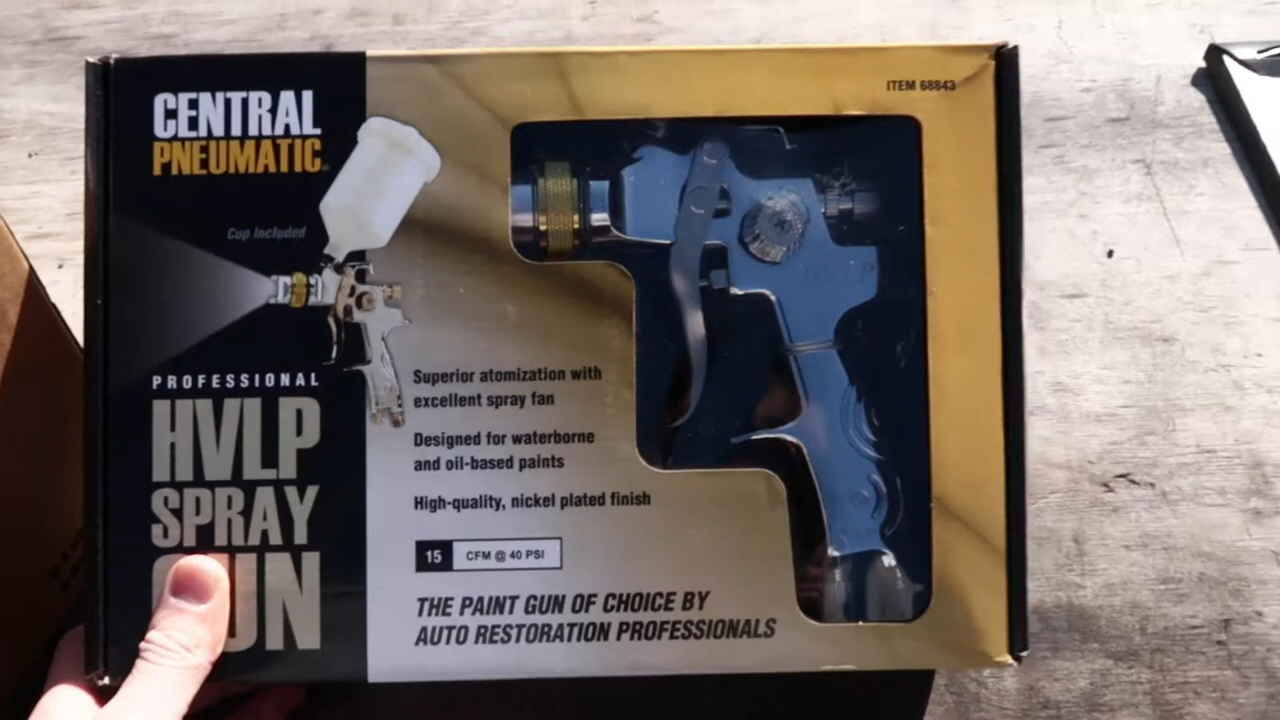 ITEM 68843
CENTRAL
PNEUMATIC
Cup Included
PROFESSIONAL
HVLP
SPRAY
GUN
Superior atomization with
excellent spray fan
Designed for waterborne
and oil-based paints
High-quality, nickel plated finish
15 CFM @ 40 PSI
THE PAINT GUN OF CHOICE BY
AUTO RESTORATION PROFESSIONALS
HVLP